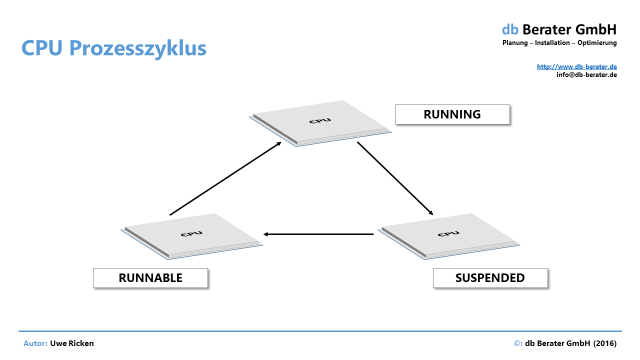 db Berater GmbH
Planung – Installation – Optimierung
CPU Prozesszyklus
http://www.db-berater.de
info@db-berater.de
CPU
RUNNING
CPU
CPU
RUNNABLE
SUSPENDED
Autor: Uwe Ricken
©: db Berater GmbH (2016)